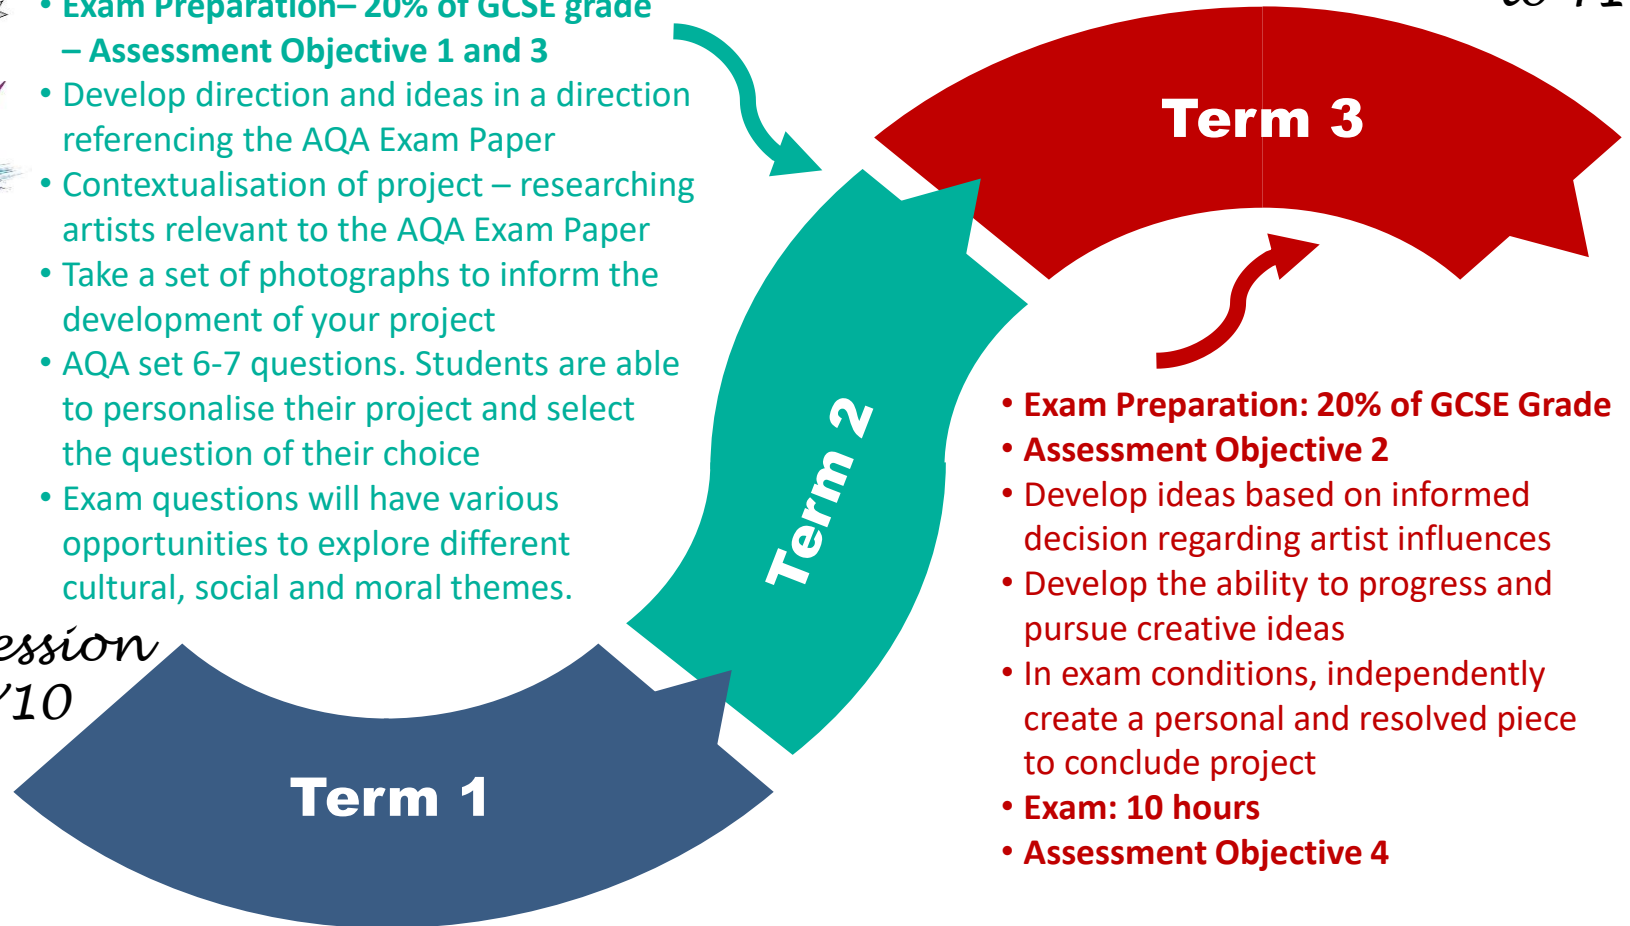 • Exam Preparation– 20% of GCSE grade
– Assessment Objective 1 and 3
• Develop direction and ideas in a direction
referencing the AQA Exam Paper
• Contextualisation of project – researching
artists relevant to the AQA Exam Paper
• Take a set of photographs to inform the
development of your project
• AQA set 6-7 questions. Students are able
to personalise their project and select
the question of their choice
• Exam questions will have various
opportunities to explore different
cultural, social and moral themes.
Term 1
Term 2
Term 3
• Exam Preparation: 20% of GCSE Grade
• Assessment Objective 2
• Develop ideas based on informed
decision regarding artist influences
• Develop the ability to progress and
pursue creative ideas
• In exam conditions, independently
create a personal and resolved piece
to conclude project
• Exam: 10 hours
• Assessment Objective 4